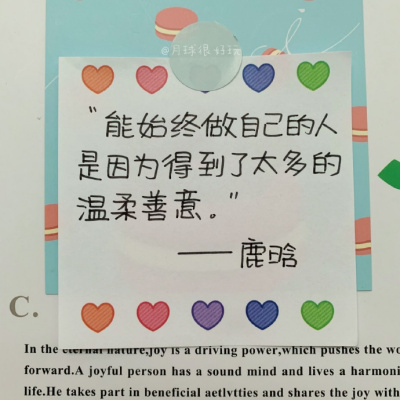 @月球很好玩
“能始终做自己的人
是因为得到了太多的
温柔善意。”
——鹿晗
C.
In the eternal nature,joy is a driving power,which pushes the wo
forward.A joyful person has a sound mind and lives a harmoni
life.He takes part in beneficial aetlvtties and shares the joy with